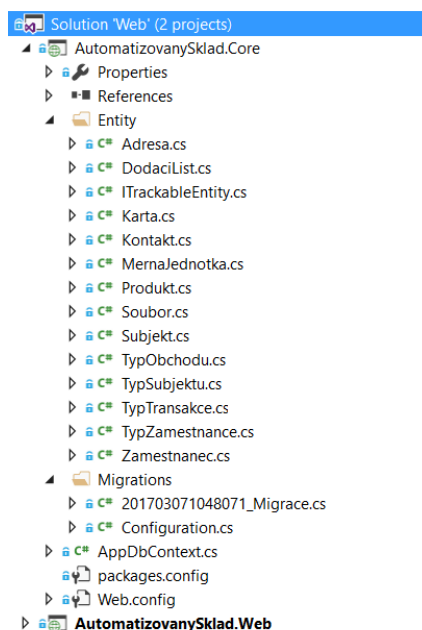 Solution 'Web' (2 projects)
AutomatizovanySklad.Core
Properties
References
Entity
C# Adresa.cs
C# DodaciList.cs
C# ITrackableEntity.cs
C# Karta.cs
C# Kontakt.cs
C# MernaJednotka.cs
C# Produkt.cs
C# Soubor.cs
C# Subjekt.cs
C# TypObchodu.cs
C# TypSubjektu.cs
C# TypTransakce.cs
C# TypZamestnance.cs
C# Zamestnanec.cs
Migrations
C# 201703071048071_Migrace.cs
C# Configuration.cs
C# AppDbContext.cs
packages.config
Web.config
AutomatizovanySklad.Web